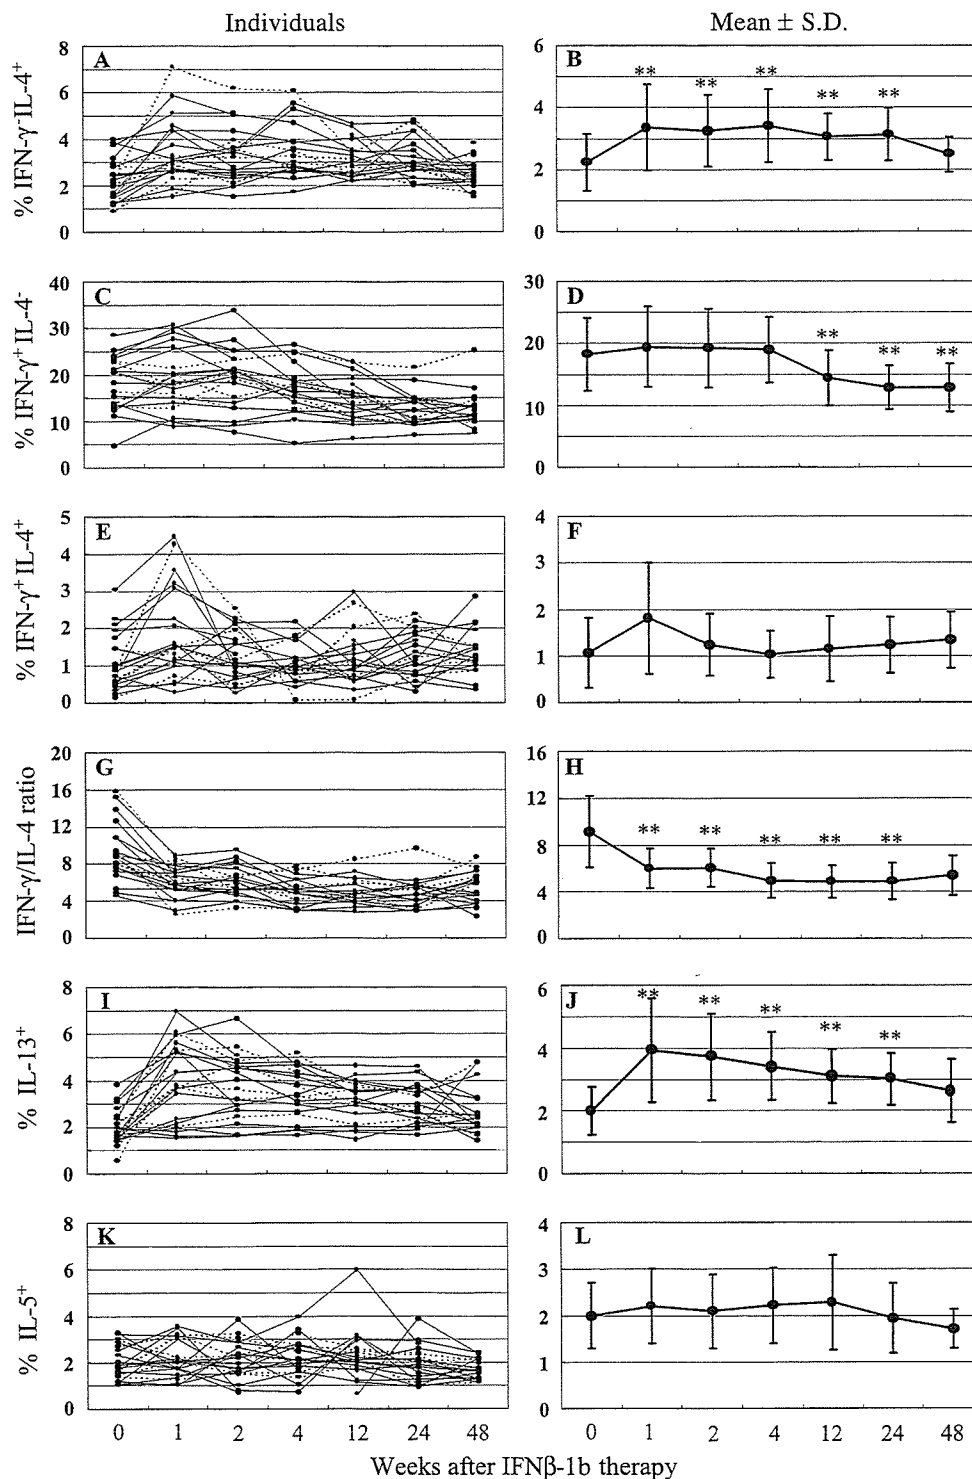 Individuals
Mean ± S.D.
A
% IFN-γ⁻IL-4⁺
8
6
4
2
0
B
6
4
2
0
** ** ** ** **
C
% IFN-γ⁺IL-4⁻
40
30
20
10
0
D
30
20
10
0
** ** **
E
% IFN-γ⁺IL-4⁺
5
4
3
2
1
0
F
4
3
2
1
0
G
IFN-γ/IL-4 ratio
20
16
12
8
4
0
H
16
12
8
4
0
** ** ** ** **
I
% IL-13⁺
8
6
4
2
0
J
6
4
2
0
** ** ** ** **
K
% IL-5⁺
8
6
4
2
0
L
4
3
2
1
0
0 1 2 4 12 24 48
0 1 2 4 12 24 48
Weeks after IFNβ-1b therapy